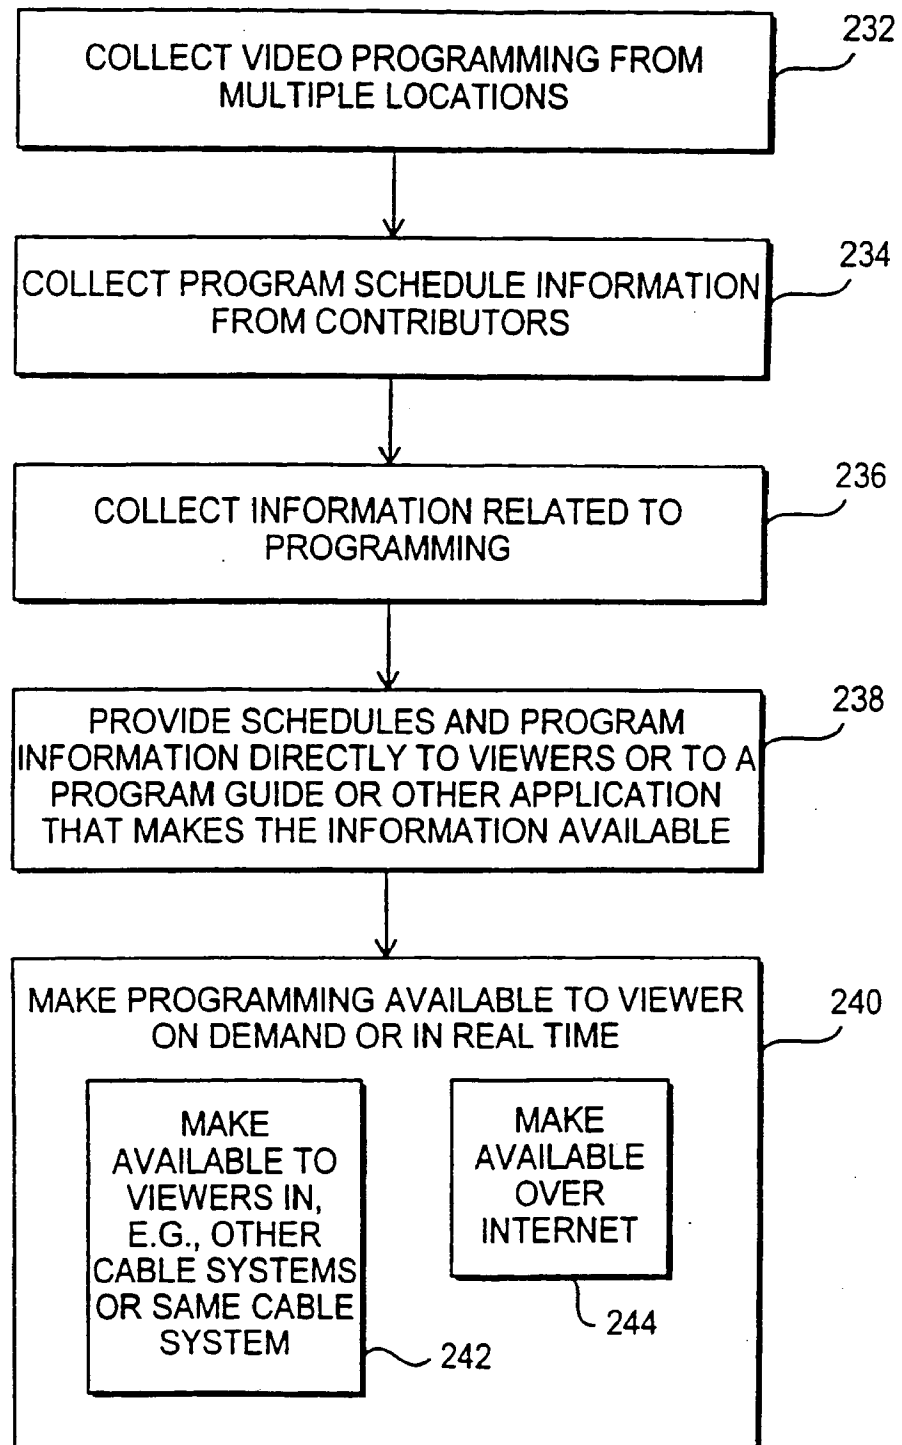 232
COLLECT VIDEO PROGRAMMING FROM
MULTIPLE LOCATIONS
234
COLLECT PROGRAM SCHEDULE INFORMATION
FROM CONTRIBUTORS
236
COLLECT INFORMATION RELATED TO
PROGRAMMING
238
PROVIDE SCHEDULES AND PROGRAM
INFORMATION DIRECTLY TO VIEWERS OR TO A
PROGRAM GUIDE OR OTHER APPLICATION
THAT MAKES THE INFORMATION AVAILABLE
240
MAKE PROGRAMMING AVAILABLE TO VIEWER
ON DEMAND OR IN REAL TIME
MAKE
AVAILABLE TO
VIEWERS IN,
E.G., OTHER
CABLE SYSTEMS
OR SAME CABLE
SYSTEM
242
MAKE
AVAILABLE
OVER
INTERNET
244